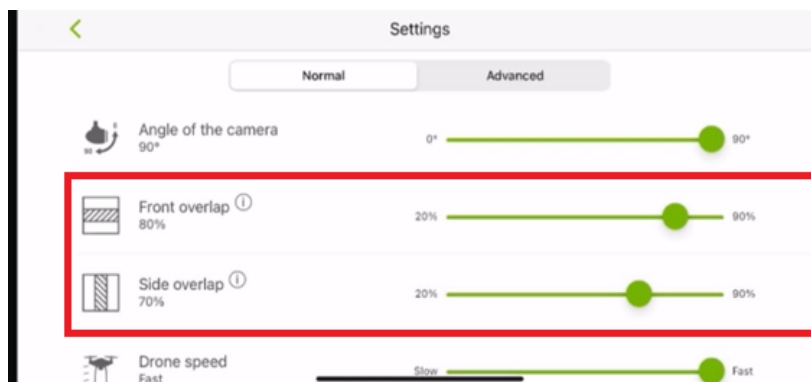 Settings
Normal Advanced
Angle of the camera
90°
0° 90°
Front overlap
80%
20% 90%
Side overlap
70%
20% 90%
Drone speed
Fast
Slow Fast